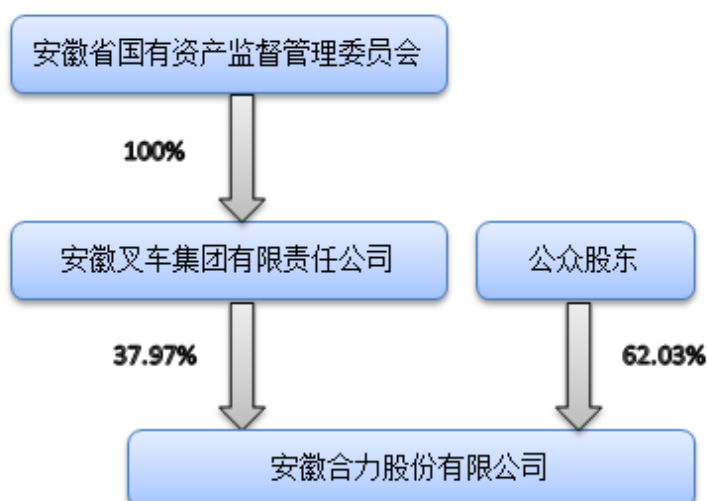 安徽省国有资产监督管理委员会
100%
安徽叉车集团有限责任公司
公众股东
37.97%
62.03%
安徽合力股份有限公司